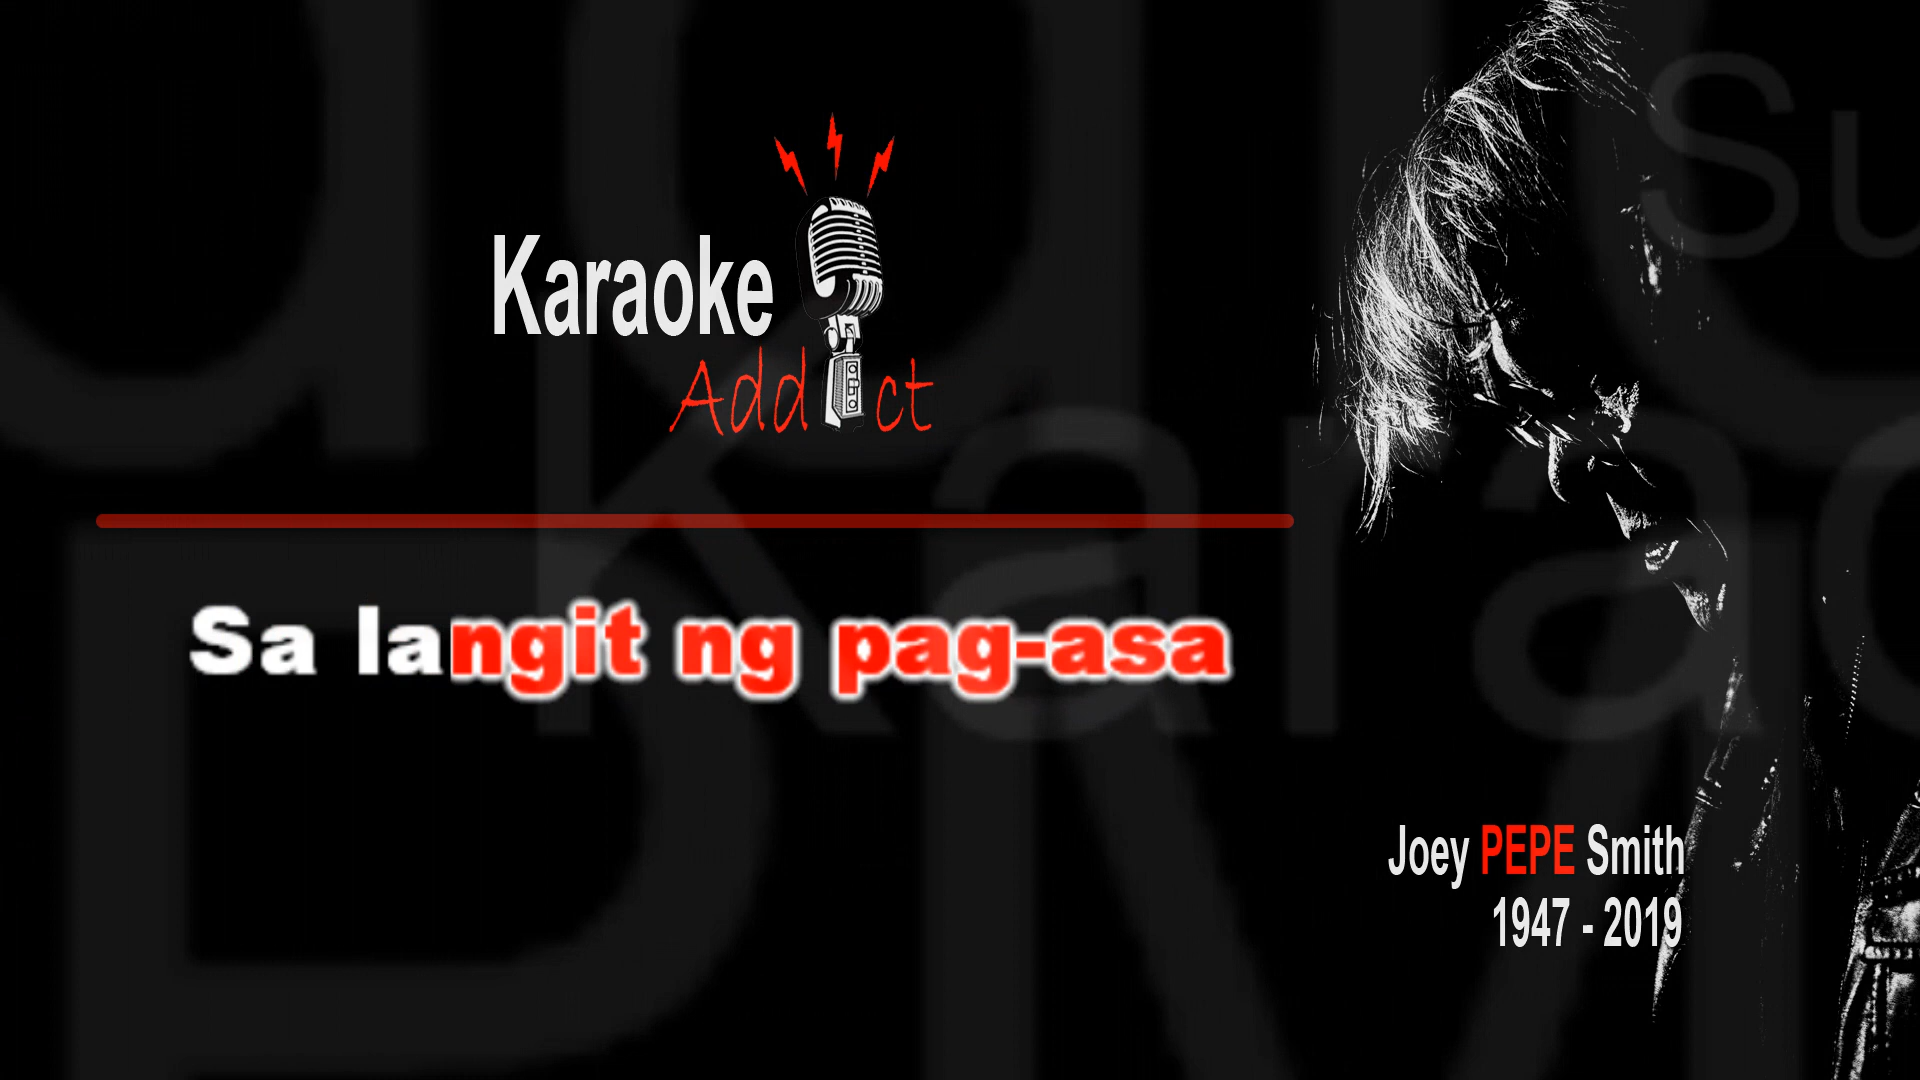 Karaoke
Addict
Sa langit ng pag-asa
Joey PEPE Smith
1947 - 2019